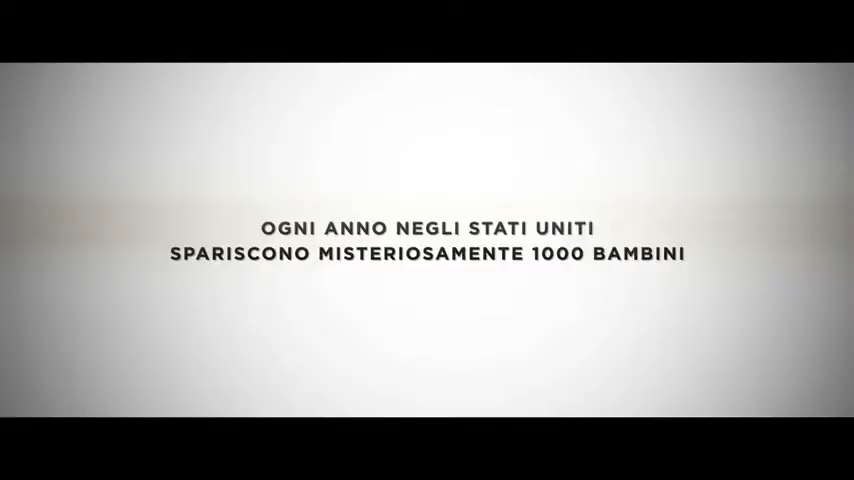 OGNI ANNO NEGLI STATI UNITI
SPARISCONO MISTERIOSAMENTE 1000 BAMBINI